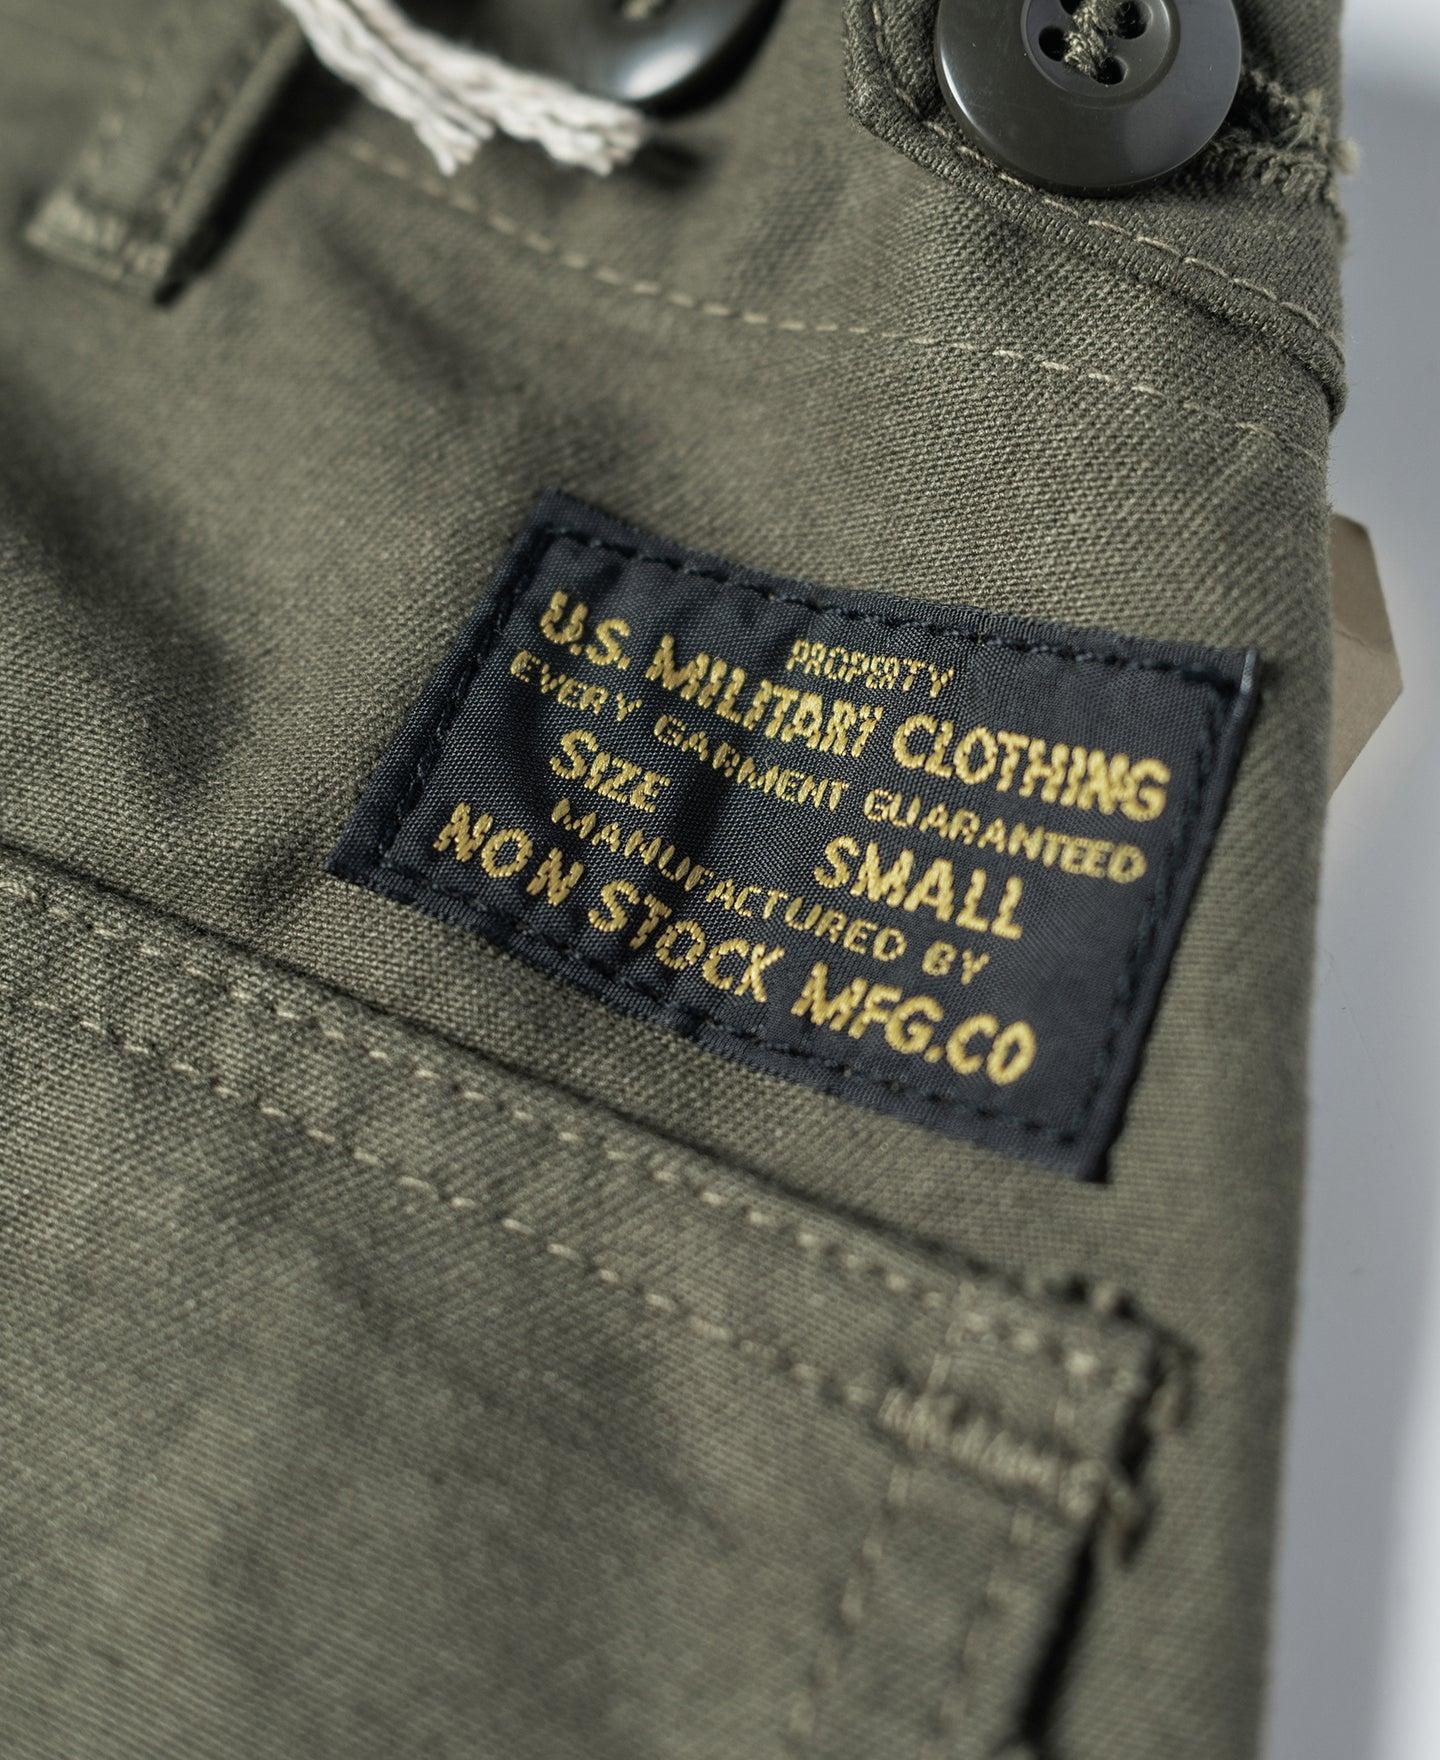 PROPERTY
U.S. MILITARY CLOTHING
EVERY GARMENT GUARANTEED
SIZE SMALL
MANUFACTURED BY
NON STOCK MFG.CO